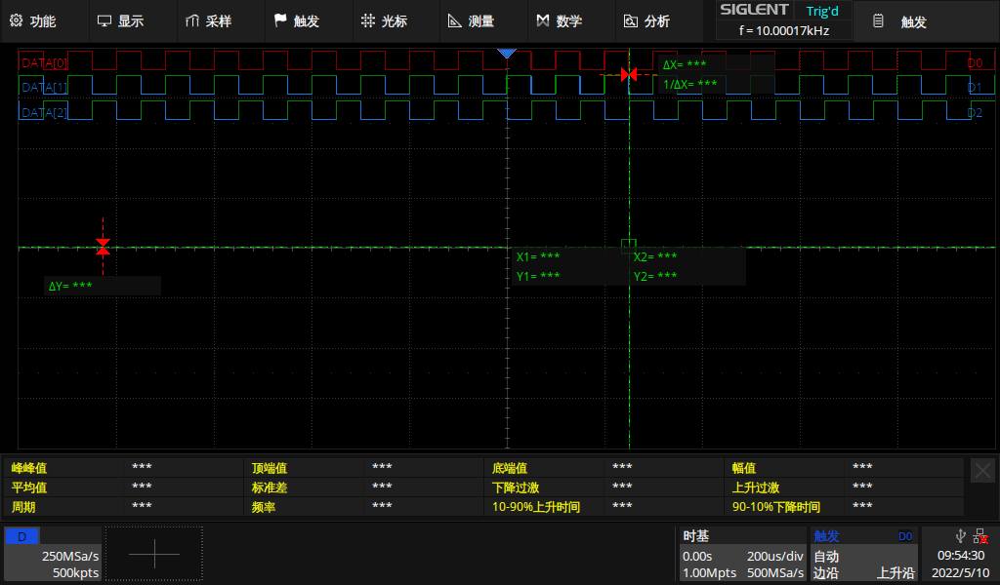 功能 显示 采样 触发 光标 测量 数学 分析 SIGLENT Trig'd 触发
f = 10.00017kHz
DATA[0] D0
ΔX= ***
DATA[1] D1
1/ΔX= ***
DATA[2] D2
X1= *** X2= ***
Y1= *** Y2= ***
ΔY= ***
峰峰值 *** 顶端值 *** 底端值 *** 幅值 ***
平均值 *** 标准差 *** 下降过激 *** 上升过激 ***
周期 *** 频率 *** 10-90%上升时间 *** 90-10%下降时间 ***
D 时基 触发 D0
250MSa/s 0.00s 200us/div 自动 09:54:30
500kpts 1.00Mpts 500MSa/s 边沿 上升沿 2022/5/10